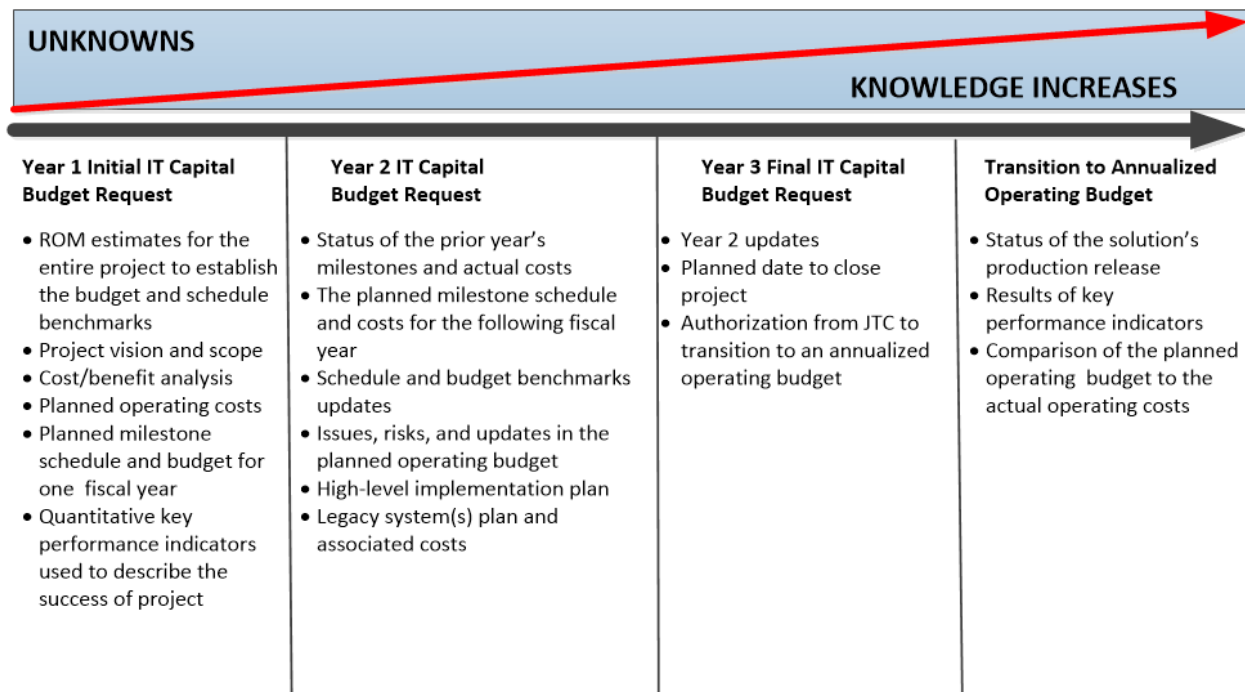 UNKNOWNS
KNOWLEDGE INCREASES
Year 1 Initial IT Capital
Budget Request
• ROM estimates for the
entire project to establish
the budget and schedule
benchmarks
• Project vision and scope
• Cost/benefit analysis
• Planned operating costs
• Planned milestone
schedule and budget for
one fiscal year
• Quantitative key
performance indicators
used to describe the
success of project
Year 2 IT Capital
Budget Request
• Status of the prior year's
milestones and actual costs
• The planned milestone schedule
and costs for the following fiscal
year
• Schedule and budget benchmarks
updates
• Issues, risks, and updates in the
planned operating budget
• High-level implementation plan
• Legacy system(s) plan and
associated costs
Year 3 Final IT Capital
Budget Request
• Year 2 updates
• Planned date to close
project
• Authorization from JTC to
transition to an annualized
operating budget
Transition to Annualized
Operating Budget
• Status of the solution's
production release
• Results of key
performance indicators
• Comparison of the planned
operating budget to the
actual operating costs